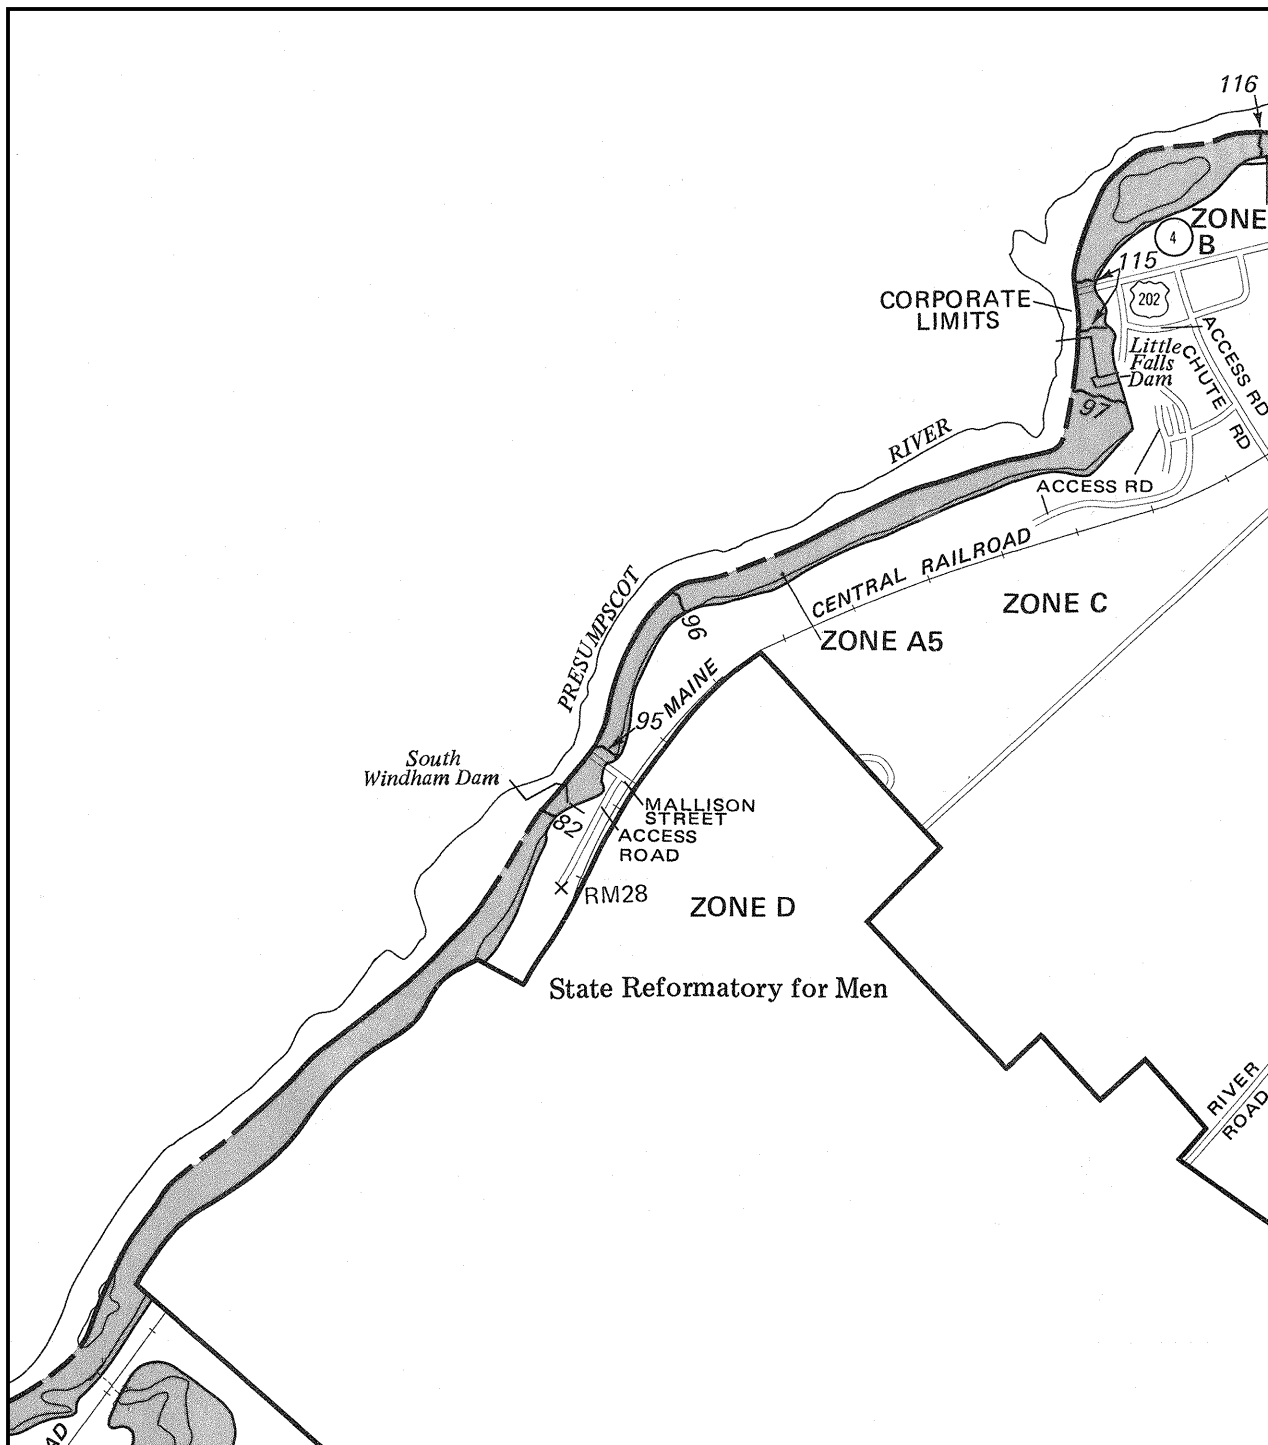 116
ZONE
B
4
115
CORPORATE
LIMITS
202
ACCESS RD
CHUTE RD
Little
Falls
Dam
97
RIVER
ACCESS RD
CENTRAL RAILROAD
ZONE C
PRESUMPSCOT
96
ZONE A5
MAINE
95
South
Windham Dam
82
MALLISON
STREET
ACCESS
ROAD
RM28
ZONE D
State Reformatory for Men
RIVER
ROAD
AD